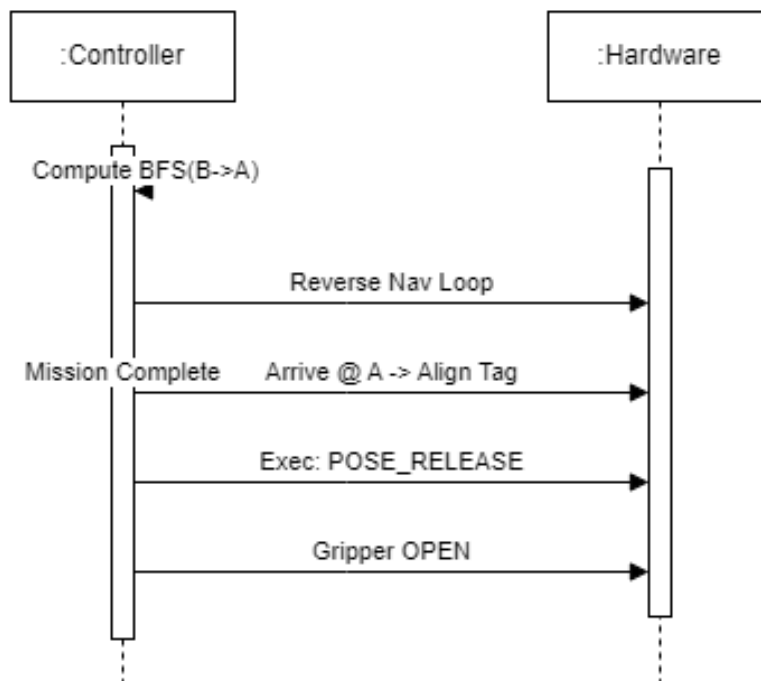 :Controller
:Hardware
Compute BFS(B->A)
Reverse Nav Loop
Mission Complete
Arrive @ A -> Align Tag
Exec: POSE_RELEASE
Gripper OPEN